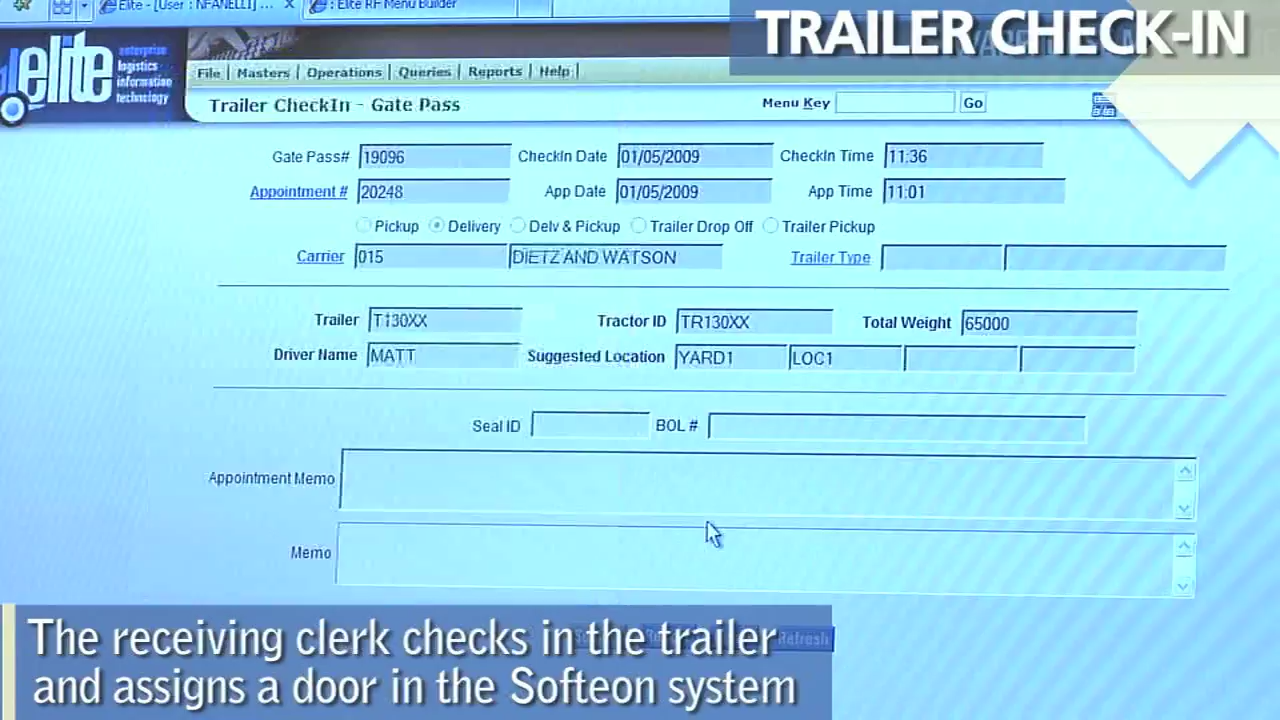 Elite - [User : NFANELLI] ...
: Elite RF Menu Builder
TRAILER CHECK-IN
elite
enterprise
logistics
information
technology
File | Masters | Operations | Queries | Reports | Help |
Trailer CheckIn - Gate Pass
Menu Key
Go
Gate Pass# 19096 CheckIn Date 01/05/2009 CheckIn Time 11:36
Appointment # 20248 App Date 01/05/2009 App Time 11:01
Pickup Delivery Delv & Pickup Trailer Drop Off Trailer Pickup
Carrier 015 DIETZ AND WATSON Trailer Type
Trailer T130XX Tractor ID TR130XX Total Weight 65000
Driver Name MATT Suggested Location YARD1 LOC1
Seal ID BOL #
Appointment Memo
Memo
Refresh
The receiving clerk checks in the trailer
and assigns a door in the Softeon system